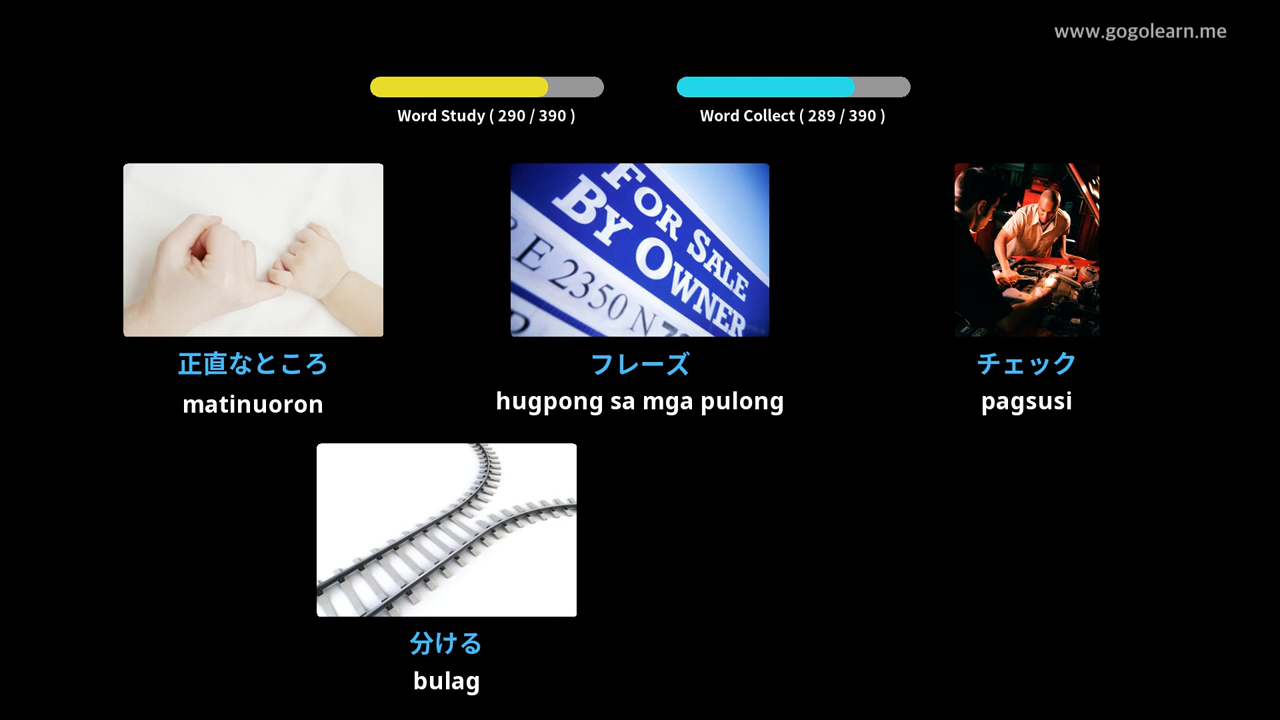 www.gogolearn.me
Word Study ( 290 / 390 )
Word Collect ( 289 / 390 )
FOR SALE
BY OWNER
E 2350 N
正直なところ
matinuoron
フレーズ
hugpong sa mga pulong
チェック
pagsusi
分ける
bulag